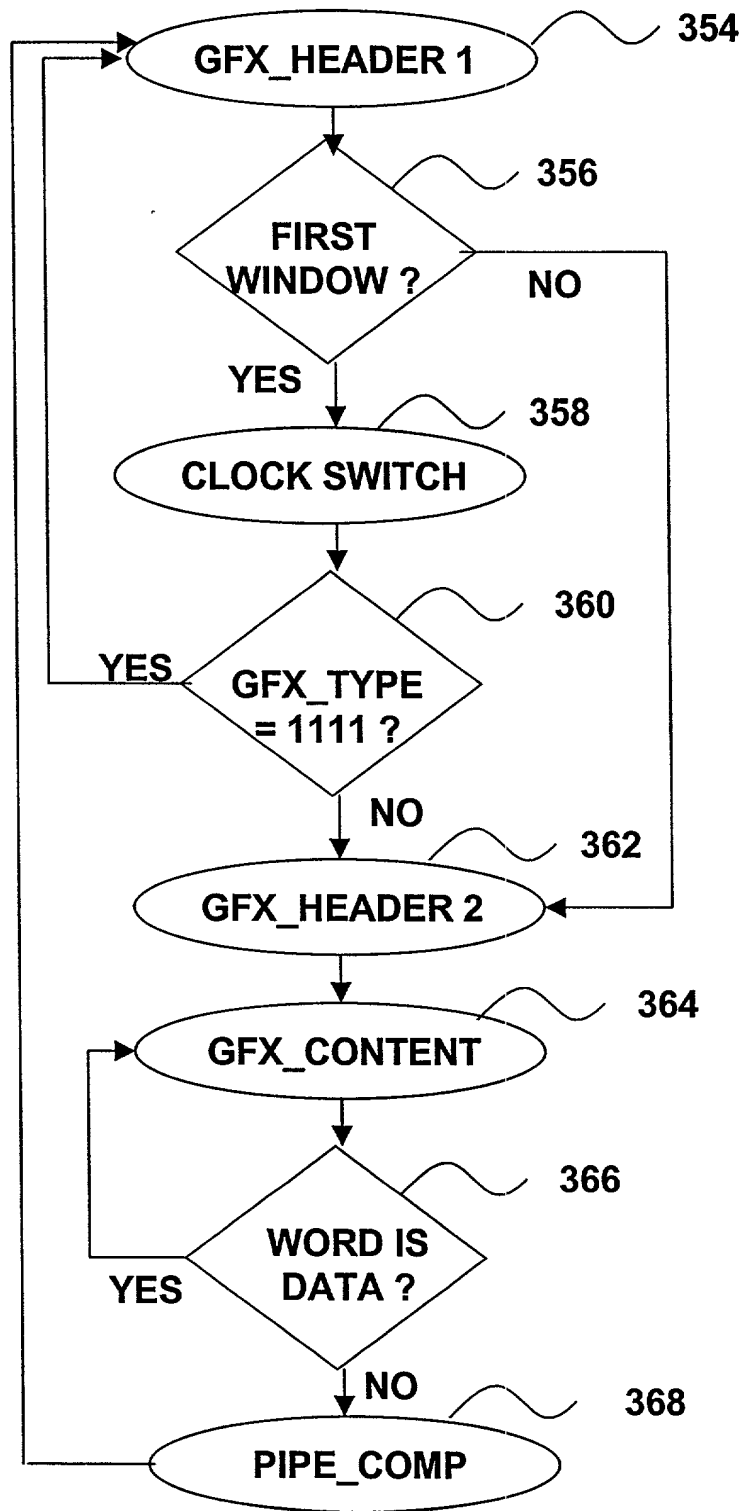 GFX_HEADER 1
354
356
FIRST
WINDOW ?
NO
YES
358
CLOCK SWITCH
360
YES
GFX_TYPE
= 1111 ?
NO
362
GFX_HEADER 2
364
GFX_CONTENT
366
WORD IS
DATA ?
YES
NO
368
PIPE_COMP